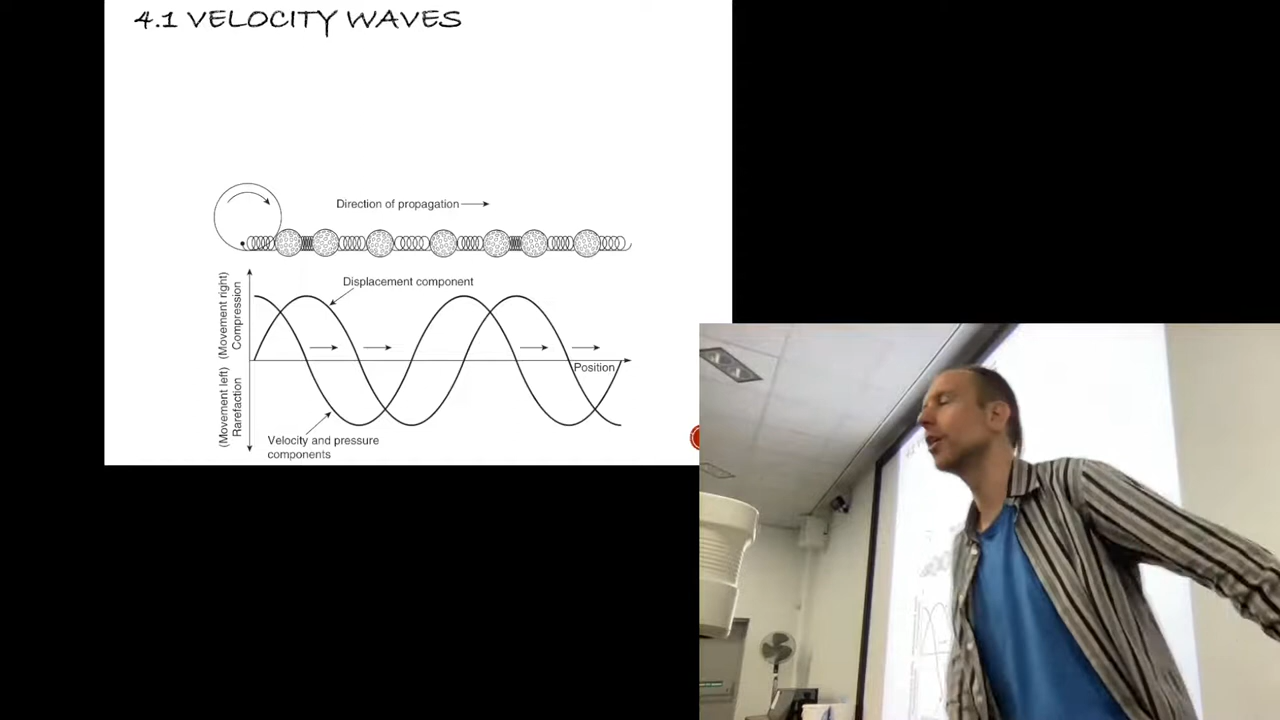 4.1 VELOCITY WAVES
Direction of propagation
Displacement component
(Movement right)
Compression
(Movement left)
Rarefaction
Position
Velocity and pressure
components